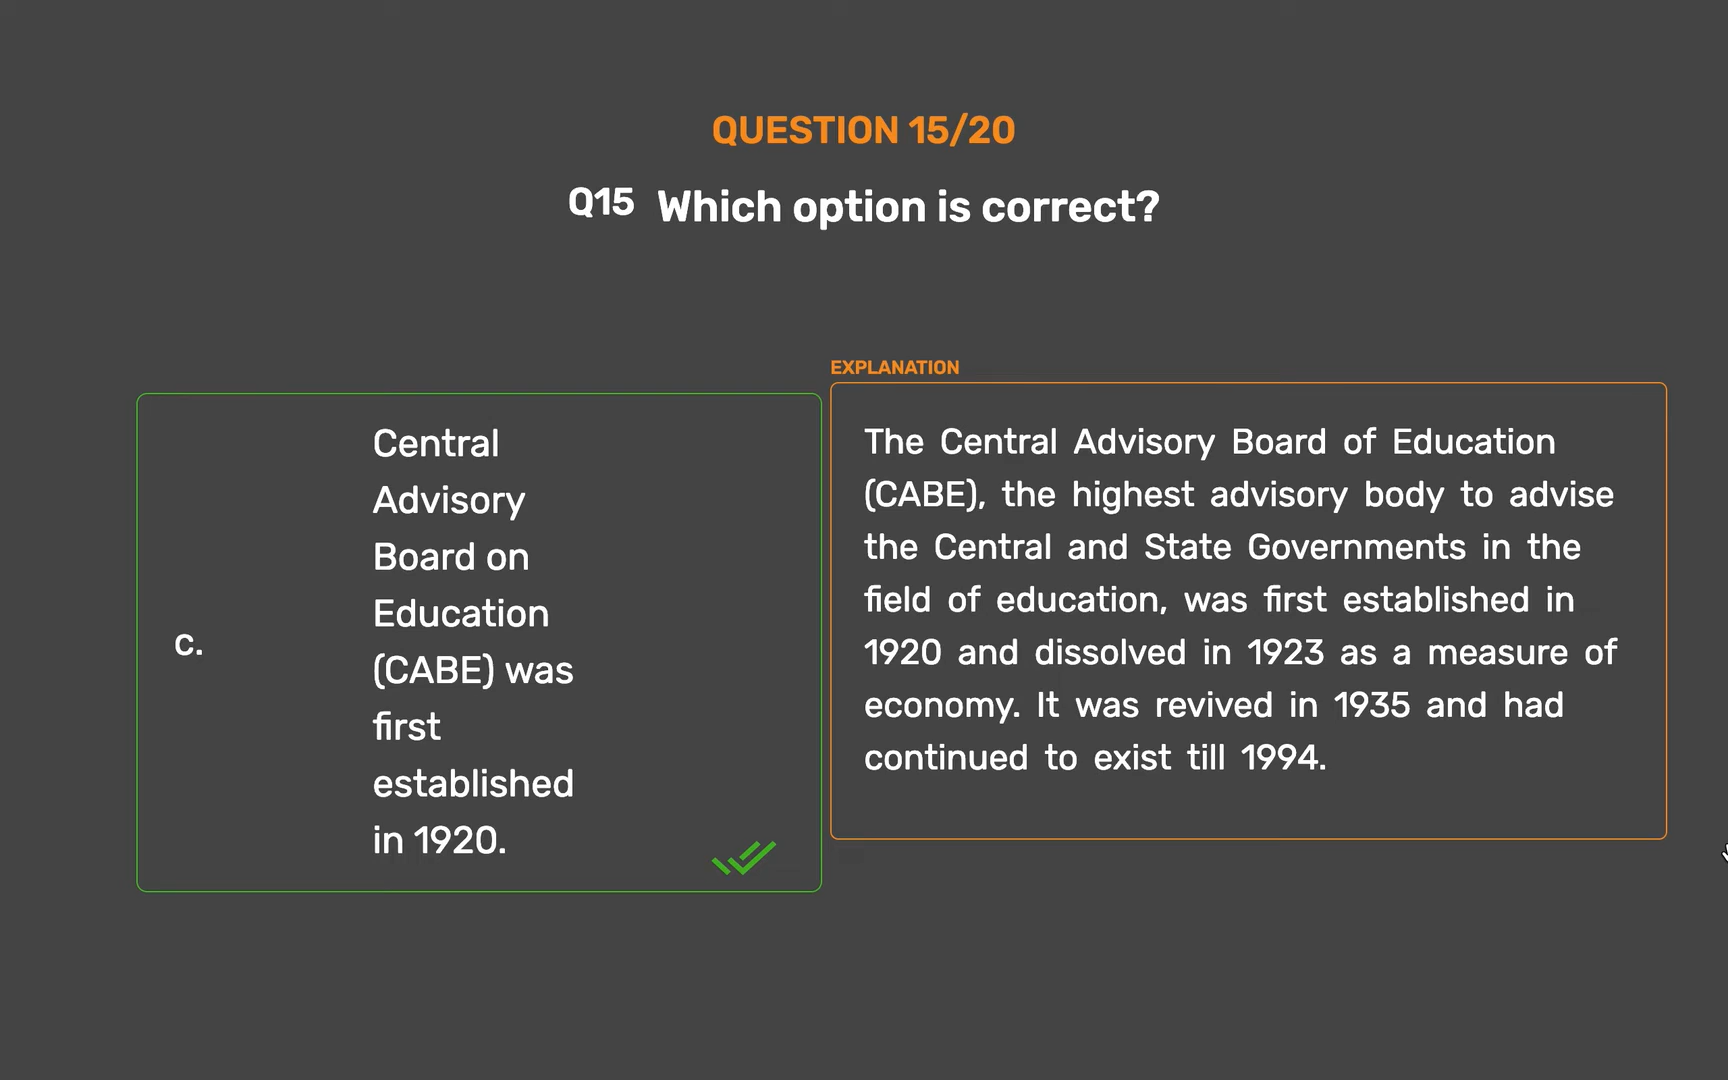 QUESTION 15/20
Q15 Which option is correct?
C.
Central
Advisory
Board on
Education
(CABE) was
first
established
in 1920.
EXPLANATION
The Central Advisory Board of Education
(CABE), the highest advisory body to advise
the Central and State Governments in the
field of education, was first established in
1920 and dissolved in 1923 as a measure of
economy. It was revived in 1935 and had
continued to exist till 1994.